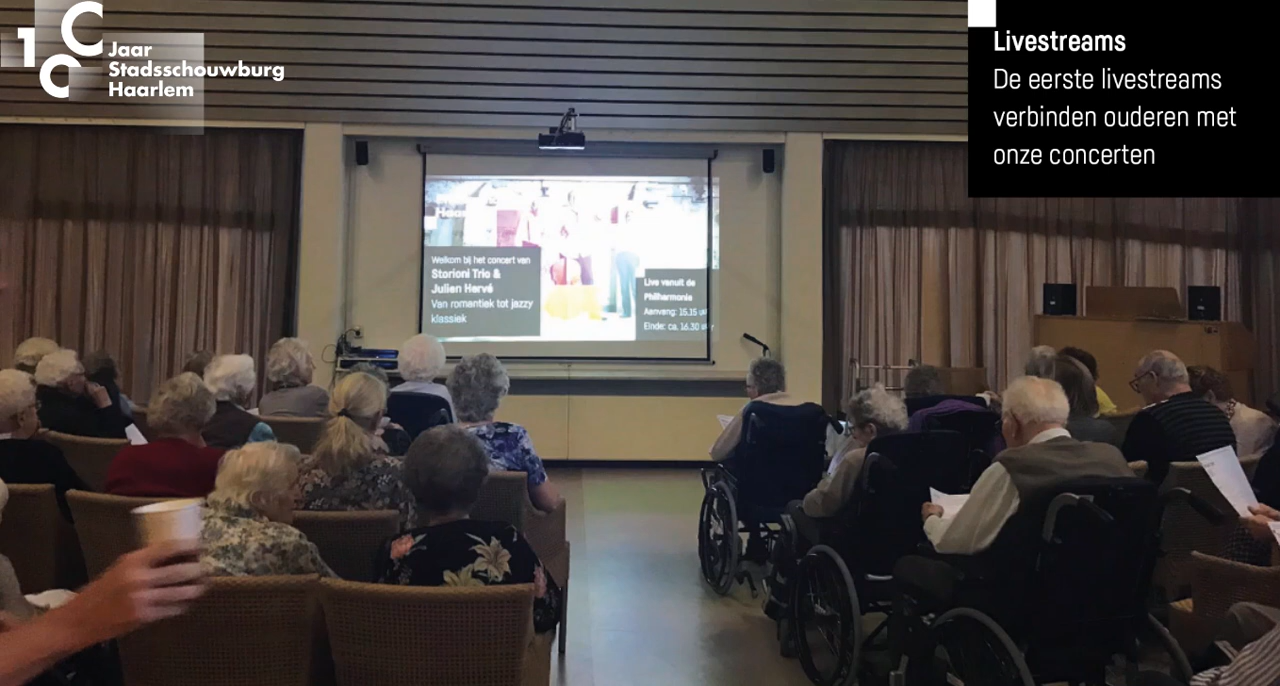 100
Jaar
Stadsschouwburg
Haarlem
Livestreams
De eerste livestreams
verbinden ouderen met
onze concerten
Welkom bij het concert van
Storioni Trio &
Julien Hervé
Van romantiek tot jazzy
klassiek
Live vanuit de
Philharmonie
Aanvang: 15.15
Einde: ca. 16.30